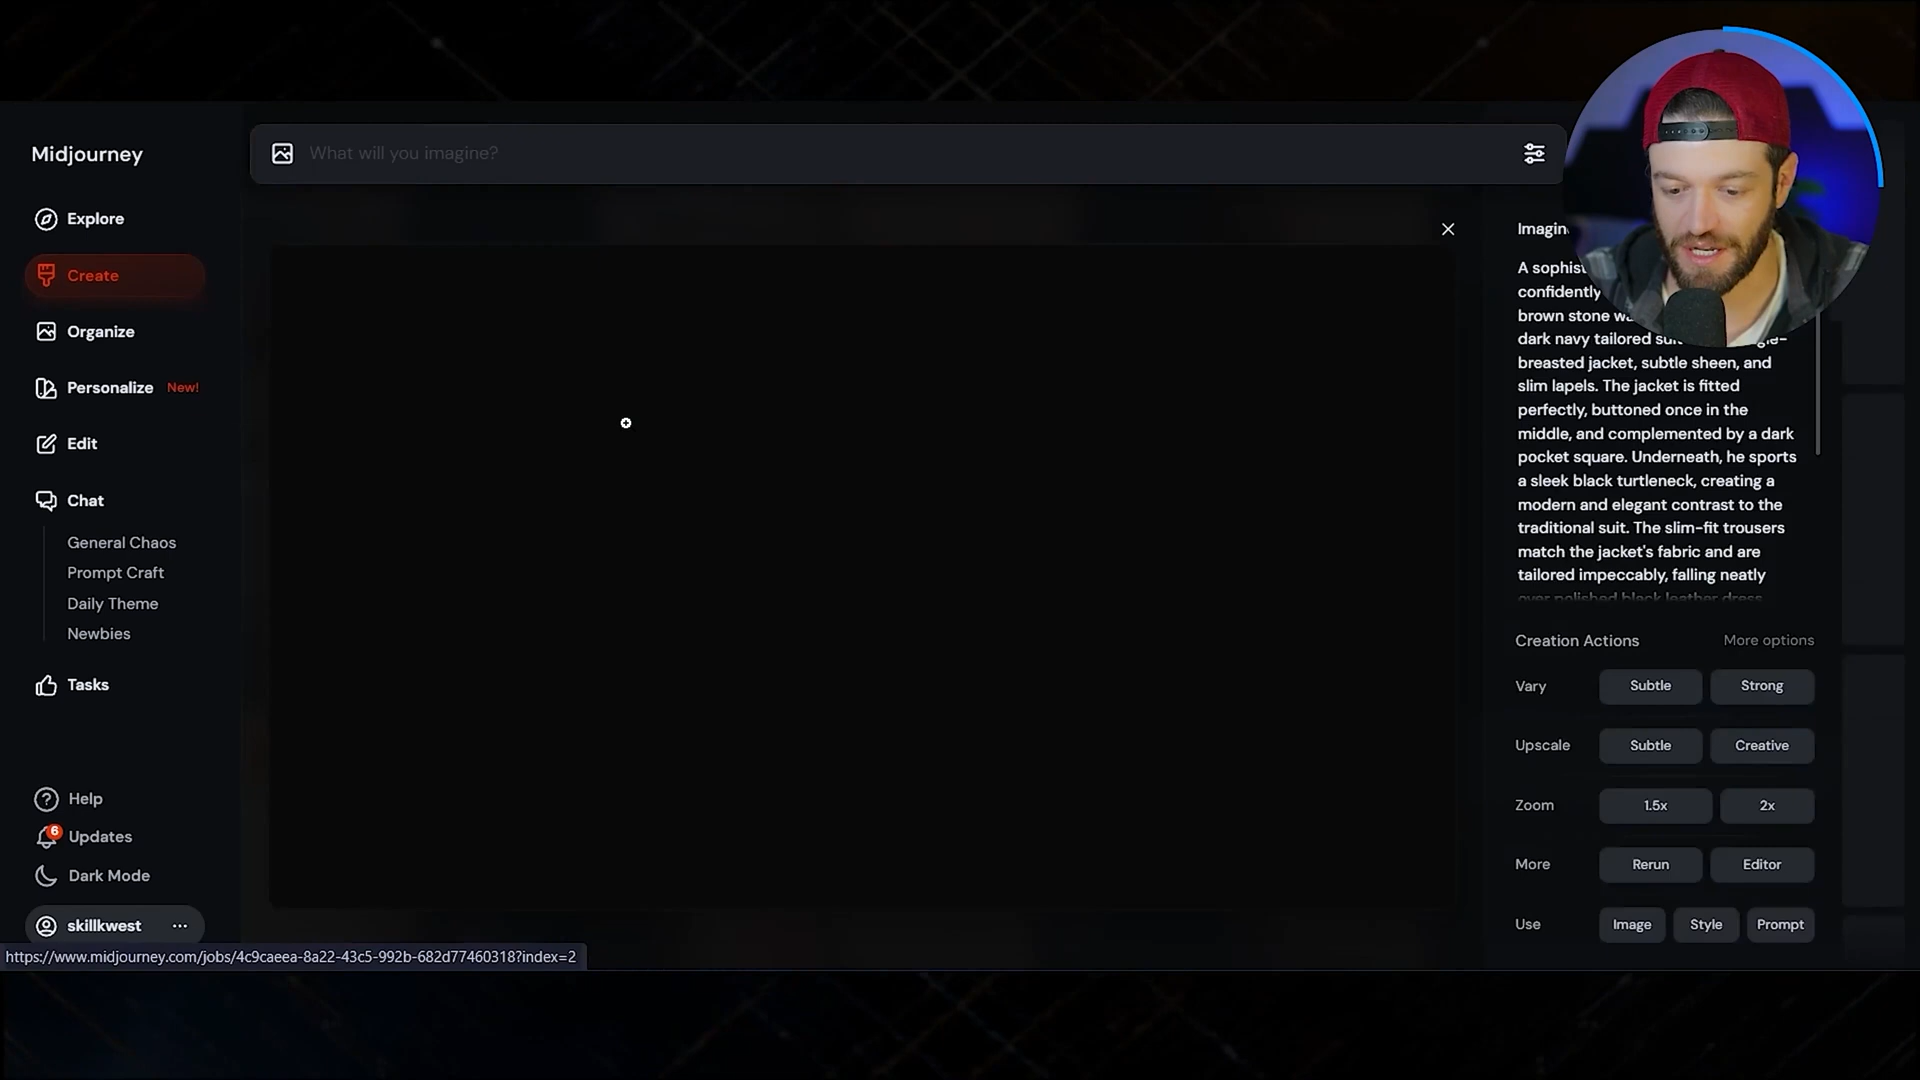 Midjourney
What will you imagine?
Explore
Create
Organize
Personalize New!
Edit
Chat
General Chaos
Prompt Craft
Daily Theme
Newbies
Tasks
Help
6
Updates
Dark Mode
skillkwest
https://www.midjourney.com/jobs/4c9caeea-8a22-43c5-992b-682d77460318?index=2
A
confidently
brown stone
dark navy tailored
breasted jacket, subtle sheen, and
slim lapels. The jacket is fitted
perfectly, buttoned once in the
middle, and complemented by a dark
pocket square. Underneath, he sports
a sleek black turtleneck, creating a
modern and elegant contrast to the
traditional suit. The slim-fit trousers
match the jacket's fabric and are
tailored impeccably, falling neatly
over polished black leather dress
Creation Actions More options
Vary Subtle Strong
Upscale Subtle Creative
Zoom 1.5x 2x
More Rerun Editor
Use Image Style Prompt